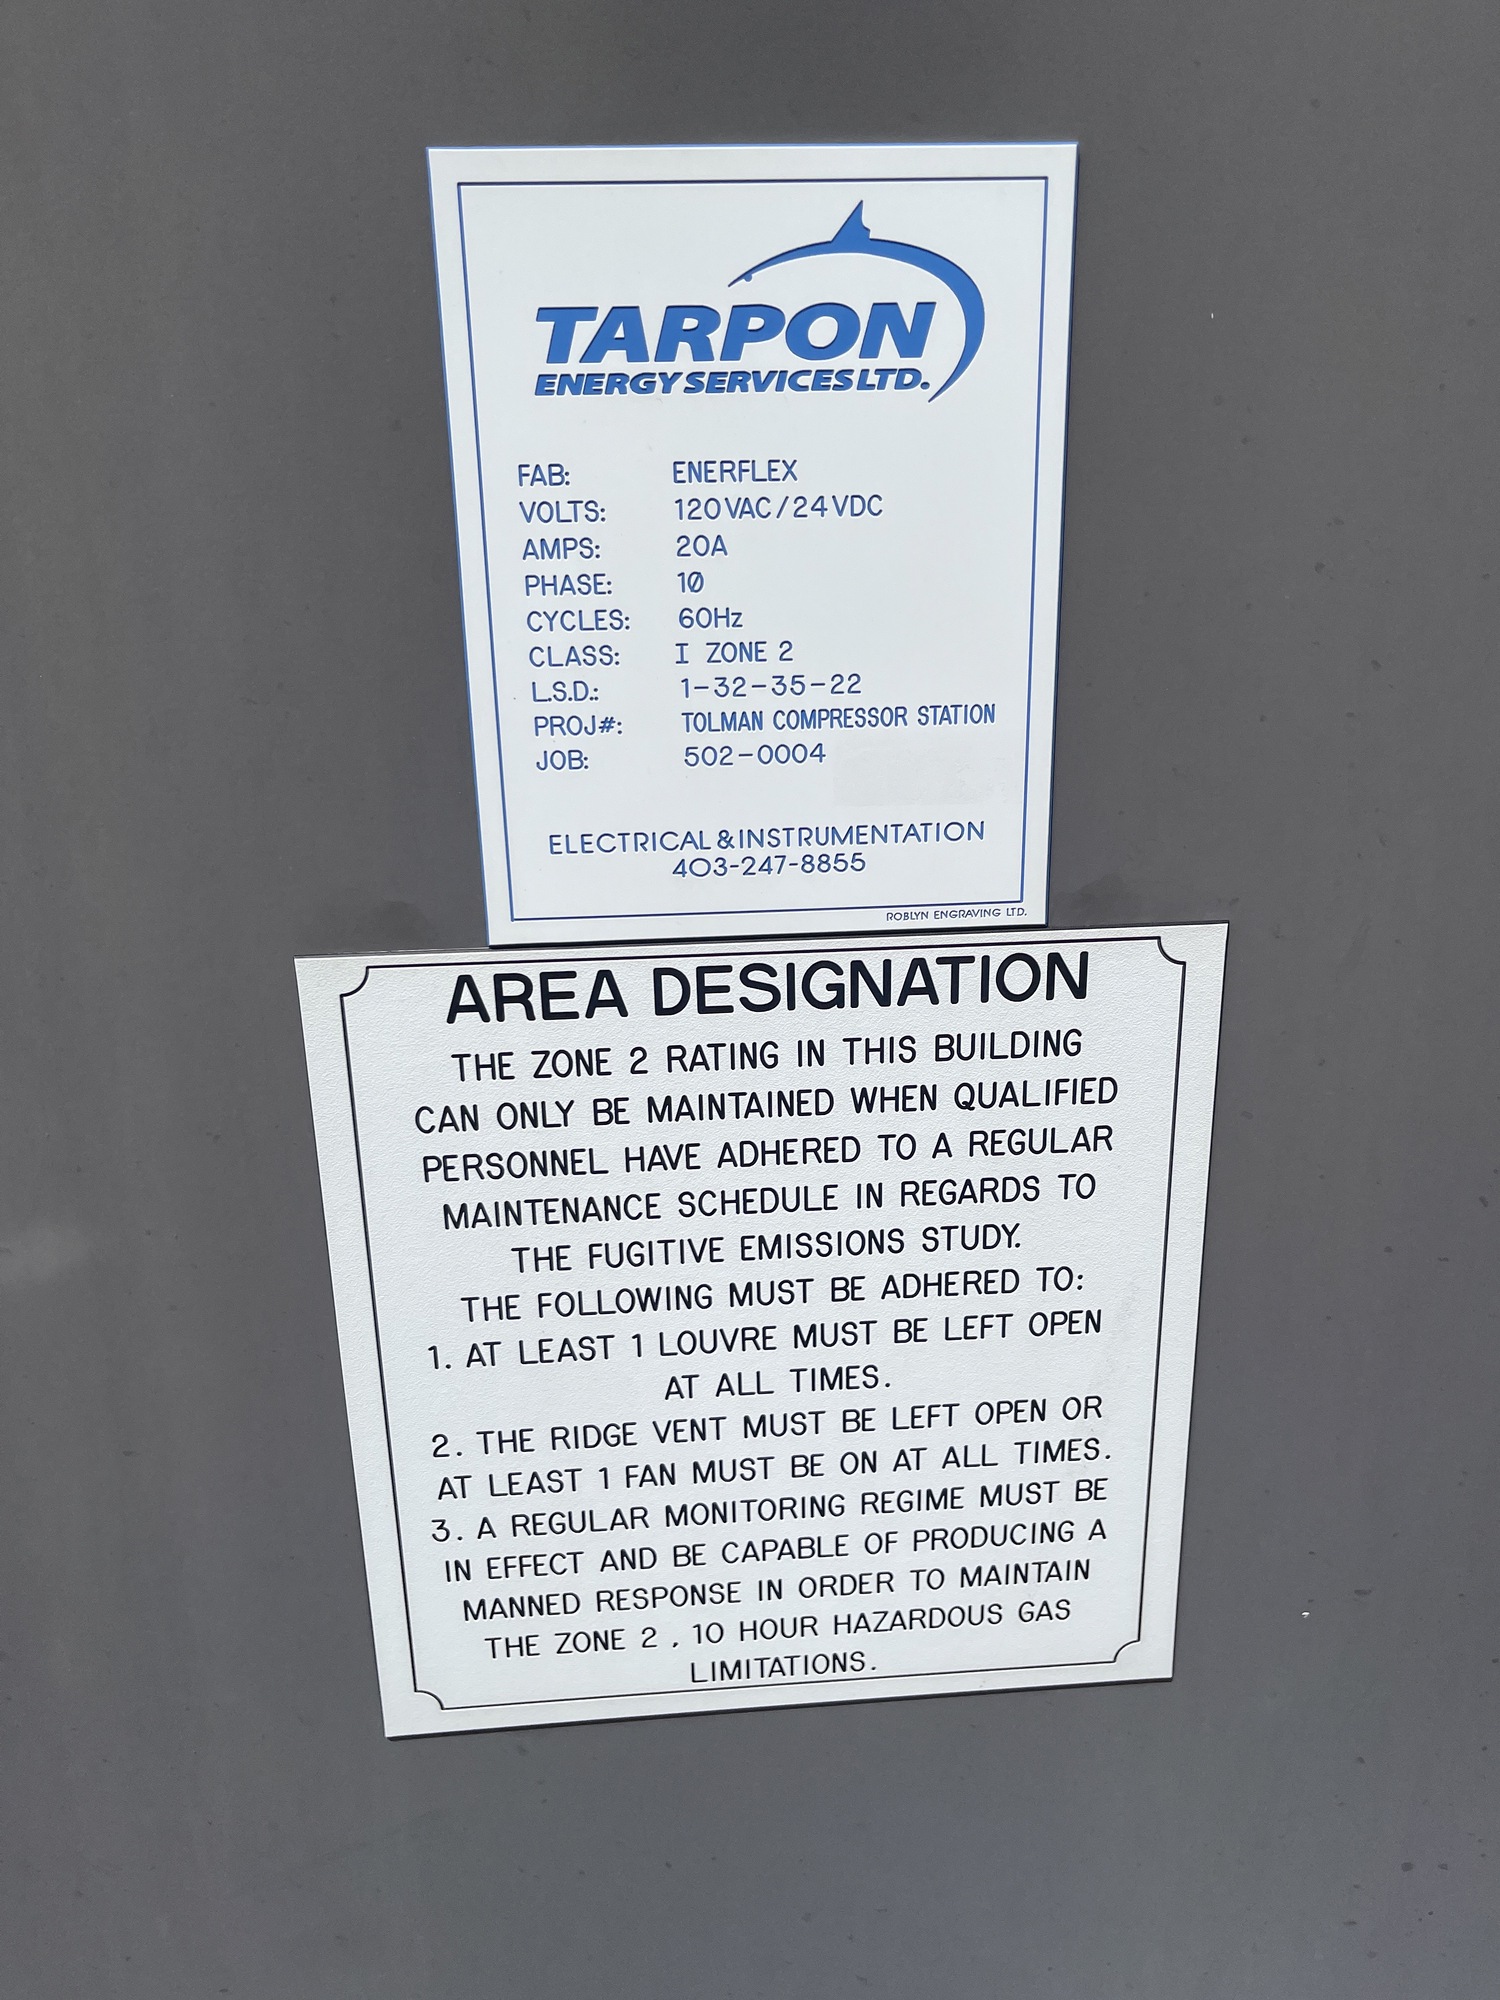 TARPON
ENERGY SERVICES LTD.
FAB: ENERFLEX
VOLTS: 120 VAC / 24 VDC
AMPS: 20A
PHASE: 1Ø
CYCLES: 60Hz
CLASS: I ZONE 2
L.S.D.: 1-32-35-22
PROJ#: TOLMAN COMPRESSOR STATION
JOB: 502-0004
ELECTRICAL & INSTRUMENTATION
403-247-8855
ROBLYN ENGRAVING LTD.
AREA DESIGNATION
THE ZONE 2 RATING IN THIS BUILDING
CAN ONLY BE MAINTAINED WHEN QUALIFIED
PERSONNEL HAVE ADHERED TO A REGULAR
MAINTENANCE SCHEDULE IN REGARDS TO
THE FUGITIVE EMISSIONS STUDY.
THE FOLLOWING MUST BE ADHERED TO:
1. AT LEAST 1 LOUVRE MUST BE LEFT OPEN
AT ALL TIMES.
2. THE RIDGE VENT MUST BE LEFT OPEN OR
AT LEAST 1 FAN MUST BE ON AT ALL TIMES.
3. A REGULAR MONITORING REGIME MUST BE
IN EFFECT AND BE CAPABLE OF PRODUCING A
MANNED RESPONSE IN ORDER TO MAINTAIN
THE ZONE 2 , 10 HOUR HAZARDOUS GAS
LIMITATIONS.